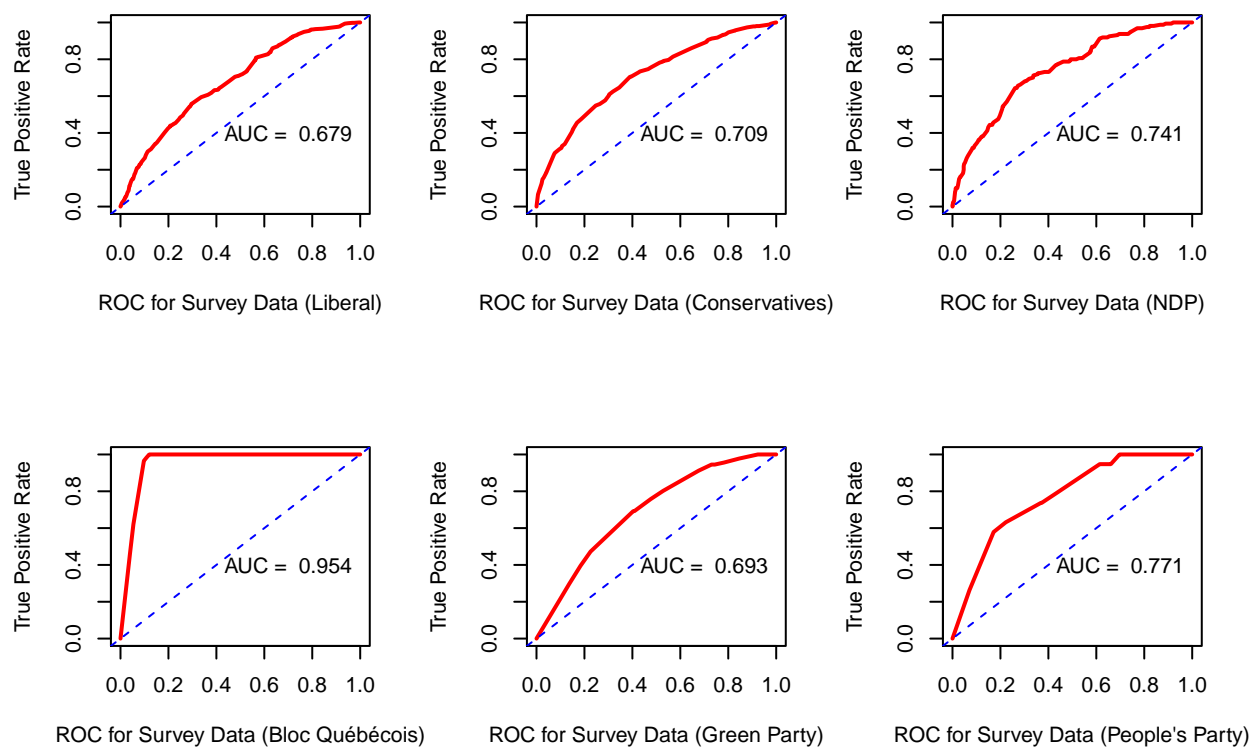 True Positive Rate
0.0 0.4 0.8
AUC = 0.679
0.0 0.2 0.4 0.6 0.8 1.0
ROC for Survey Data (Liberal)
True Positive Rate
0.0 0.4 0.8
AUC = 0.709
0.0 0.2 0.4 0.6 0.8 1.0
ROC for Survey Data (Conservatives)
True Positive Rate
0.0 0.4 0.8
AUC = 0.741
0.0 0.2 0.4 0.6 0.8 1.0
ROC for Survey Data (NDP)
True Positive Rate
0.0 0.4 0.8
AUC = 0.954
0.0 0.2 0.4 0.6 0.8 1.0
ROC for Survey Data (Bloc Québécois)
True Positive Rate
0.0 0.4 0.8
AUC = 0.693
0.0 0.2 0.4 0.6 0.8 1.0
ROC for Survey Data (Green Party)
True Positive Rate
0.0 0.4 0.8
AUC = 0.771
0.0 0.2 0.4 0.6 0.8 1.0
ROC for Survey Data (People's Party)